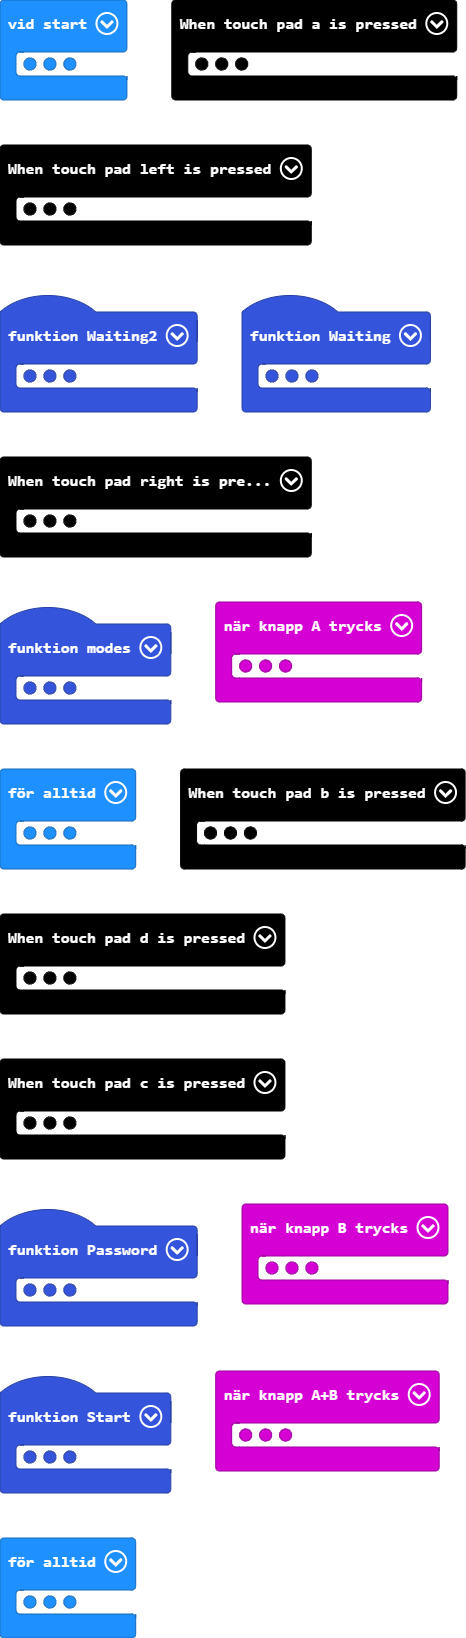 vid start
When touch pad a is pressed
When touch pad left is pressed
funktion Waiting2
funktion Waiting
When touch pad right is pre...
funktion modes
när knapp A trycks
för alltid
When touch pad b is pressed
When touch pad d is pressed
When touch pad c is pressed
funktion Password
när knapp B trycks
funktion Start
när knapp A+B trycks
för alltid